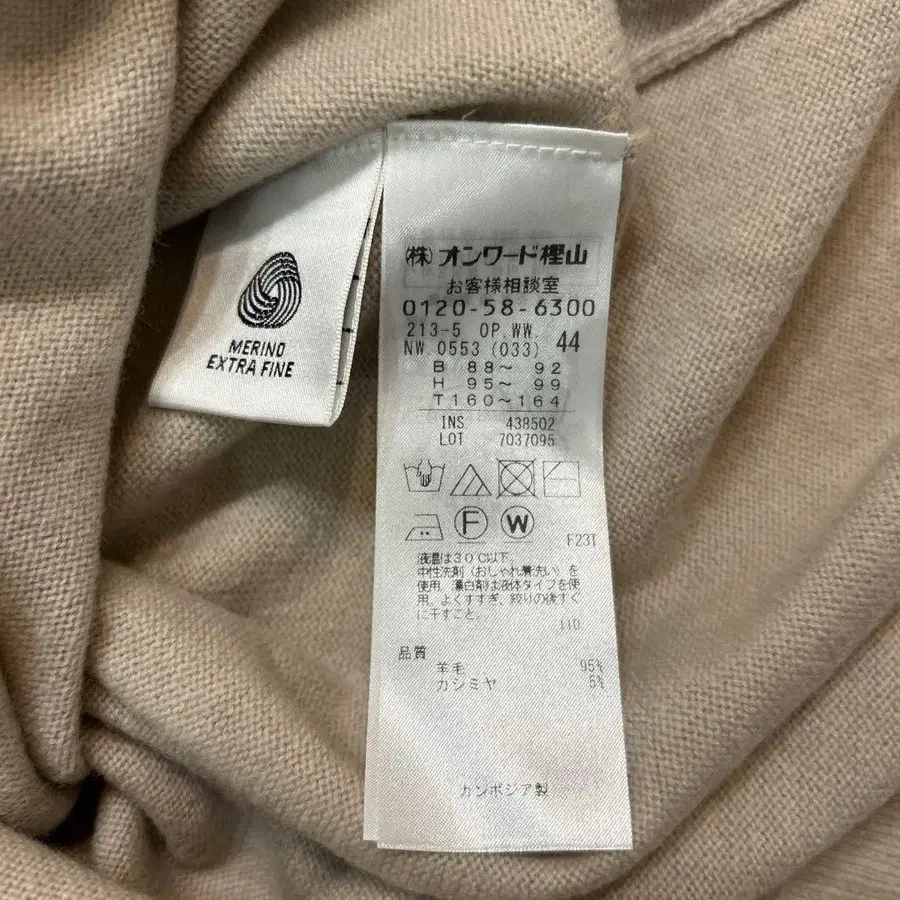 MERINO
EXTRA FINE
(株)オンワード樫山
お客様相談室
0120-58-6300
213-5 OP.WW.
NW.0553 (033) 44
B 88～ 92
H 95～ 99
T160～164
INS. 438502
LOT 7037095
F
W
F23I
液温は30℃以下、
中性洗剤（おしゃれ着洗い）を
使用。漂白剤は液体タイプを使
用。よくすすぎ、絞りの後すぐ
に干すこと。
110
品質
羊毛 95%
カシミヤ 5%
カンボジア製